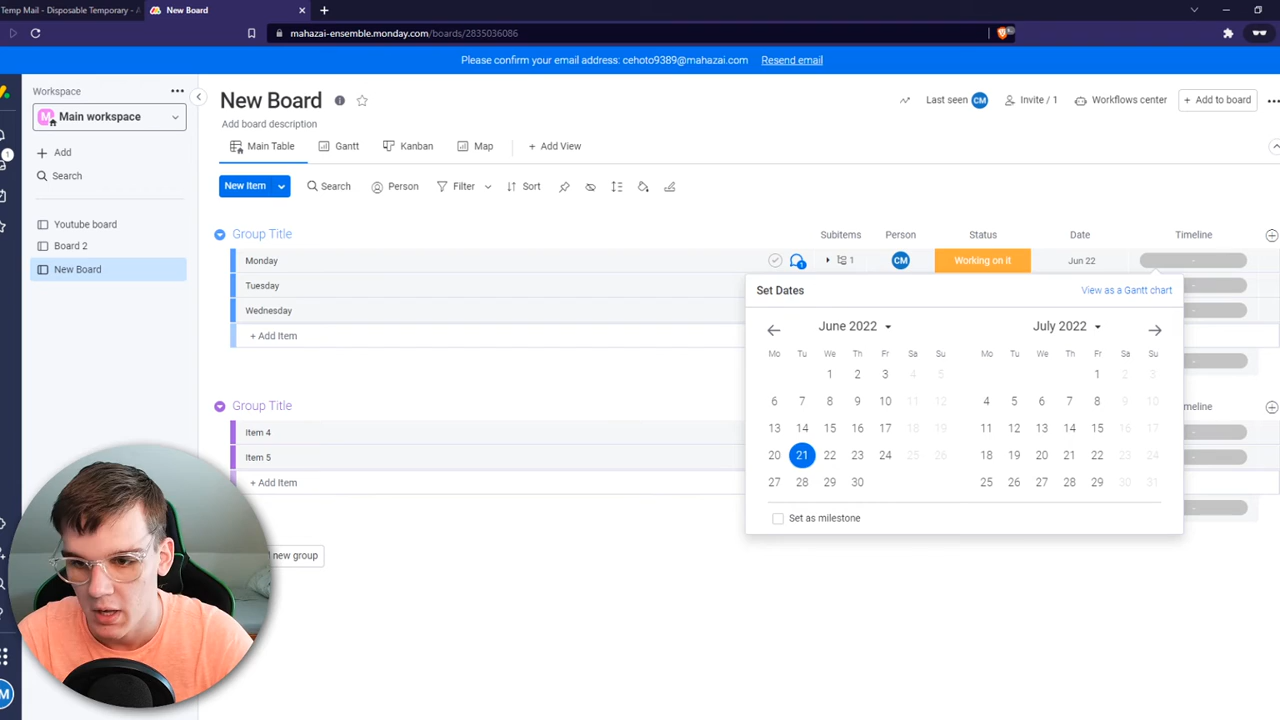 Temp Mail - Disposable Temporary - A
New Board
mahazai-ensemble.monday.com/boards/2835036086
Please confirm your email address: cehoto9389@mahazai.com Resend email
Workspace
M Main workspace
Add
Search
Youtube board
Board 2
New Board
New Board
Add board description
Last seen CM
Invite / 1
Workflows center
+ Add to board
Main Table
Gantt
Kanban
Map
+ Add View
New Item
Search
Person
Filter
Sort
Group Title
Subitems
Person
Status
Date
Timeline
Monday
1
1
CM
Working on it
Jun 22
-
Tuesday
-
Wednesday
-
+ Add Item
Set Dates
View as a Gantt chart
June 2022
July 2022
Mo Tu We Th Fr Sa Su
Mo Tu We Th Fr Sa Su
1 2 3 4 5
1 2 3
6 7 8 9 10 11 12
4 5 6 7 8 9 10
13 14 15 16 17 18 19
11 12 13 14 15 16 17
20 21 22 23 24 25 26
18 19 20 21 22 23 24
27 28 29 30
25 26 27 28 29 30 31
Set as milestone
Group Title
meline
Item 4
-
Item 5
-
+ Add Item
new group
1
CM